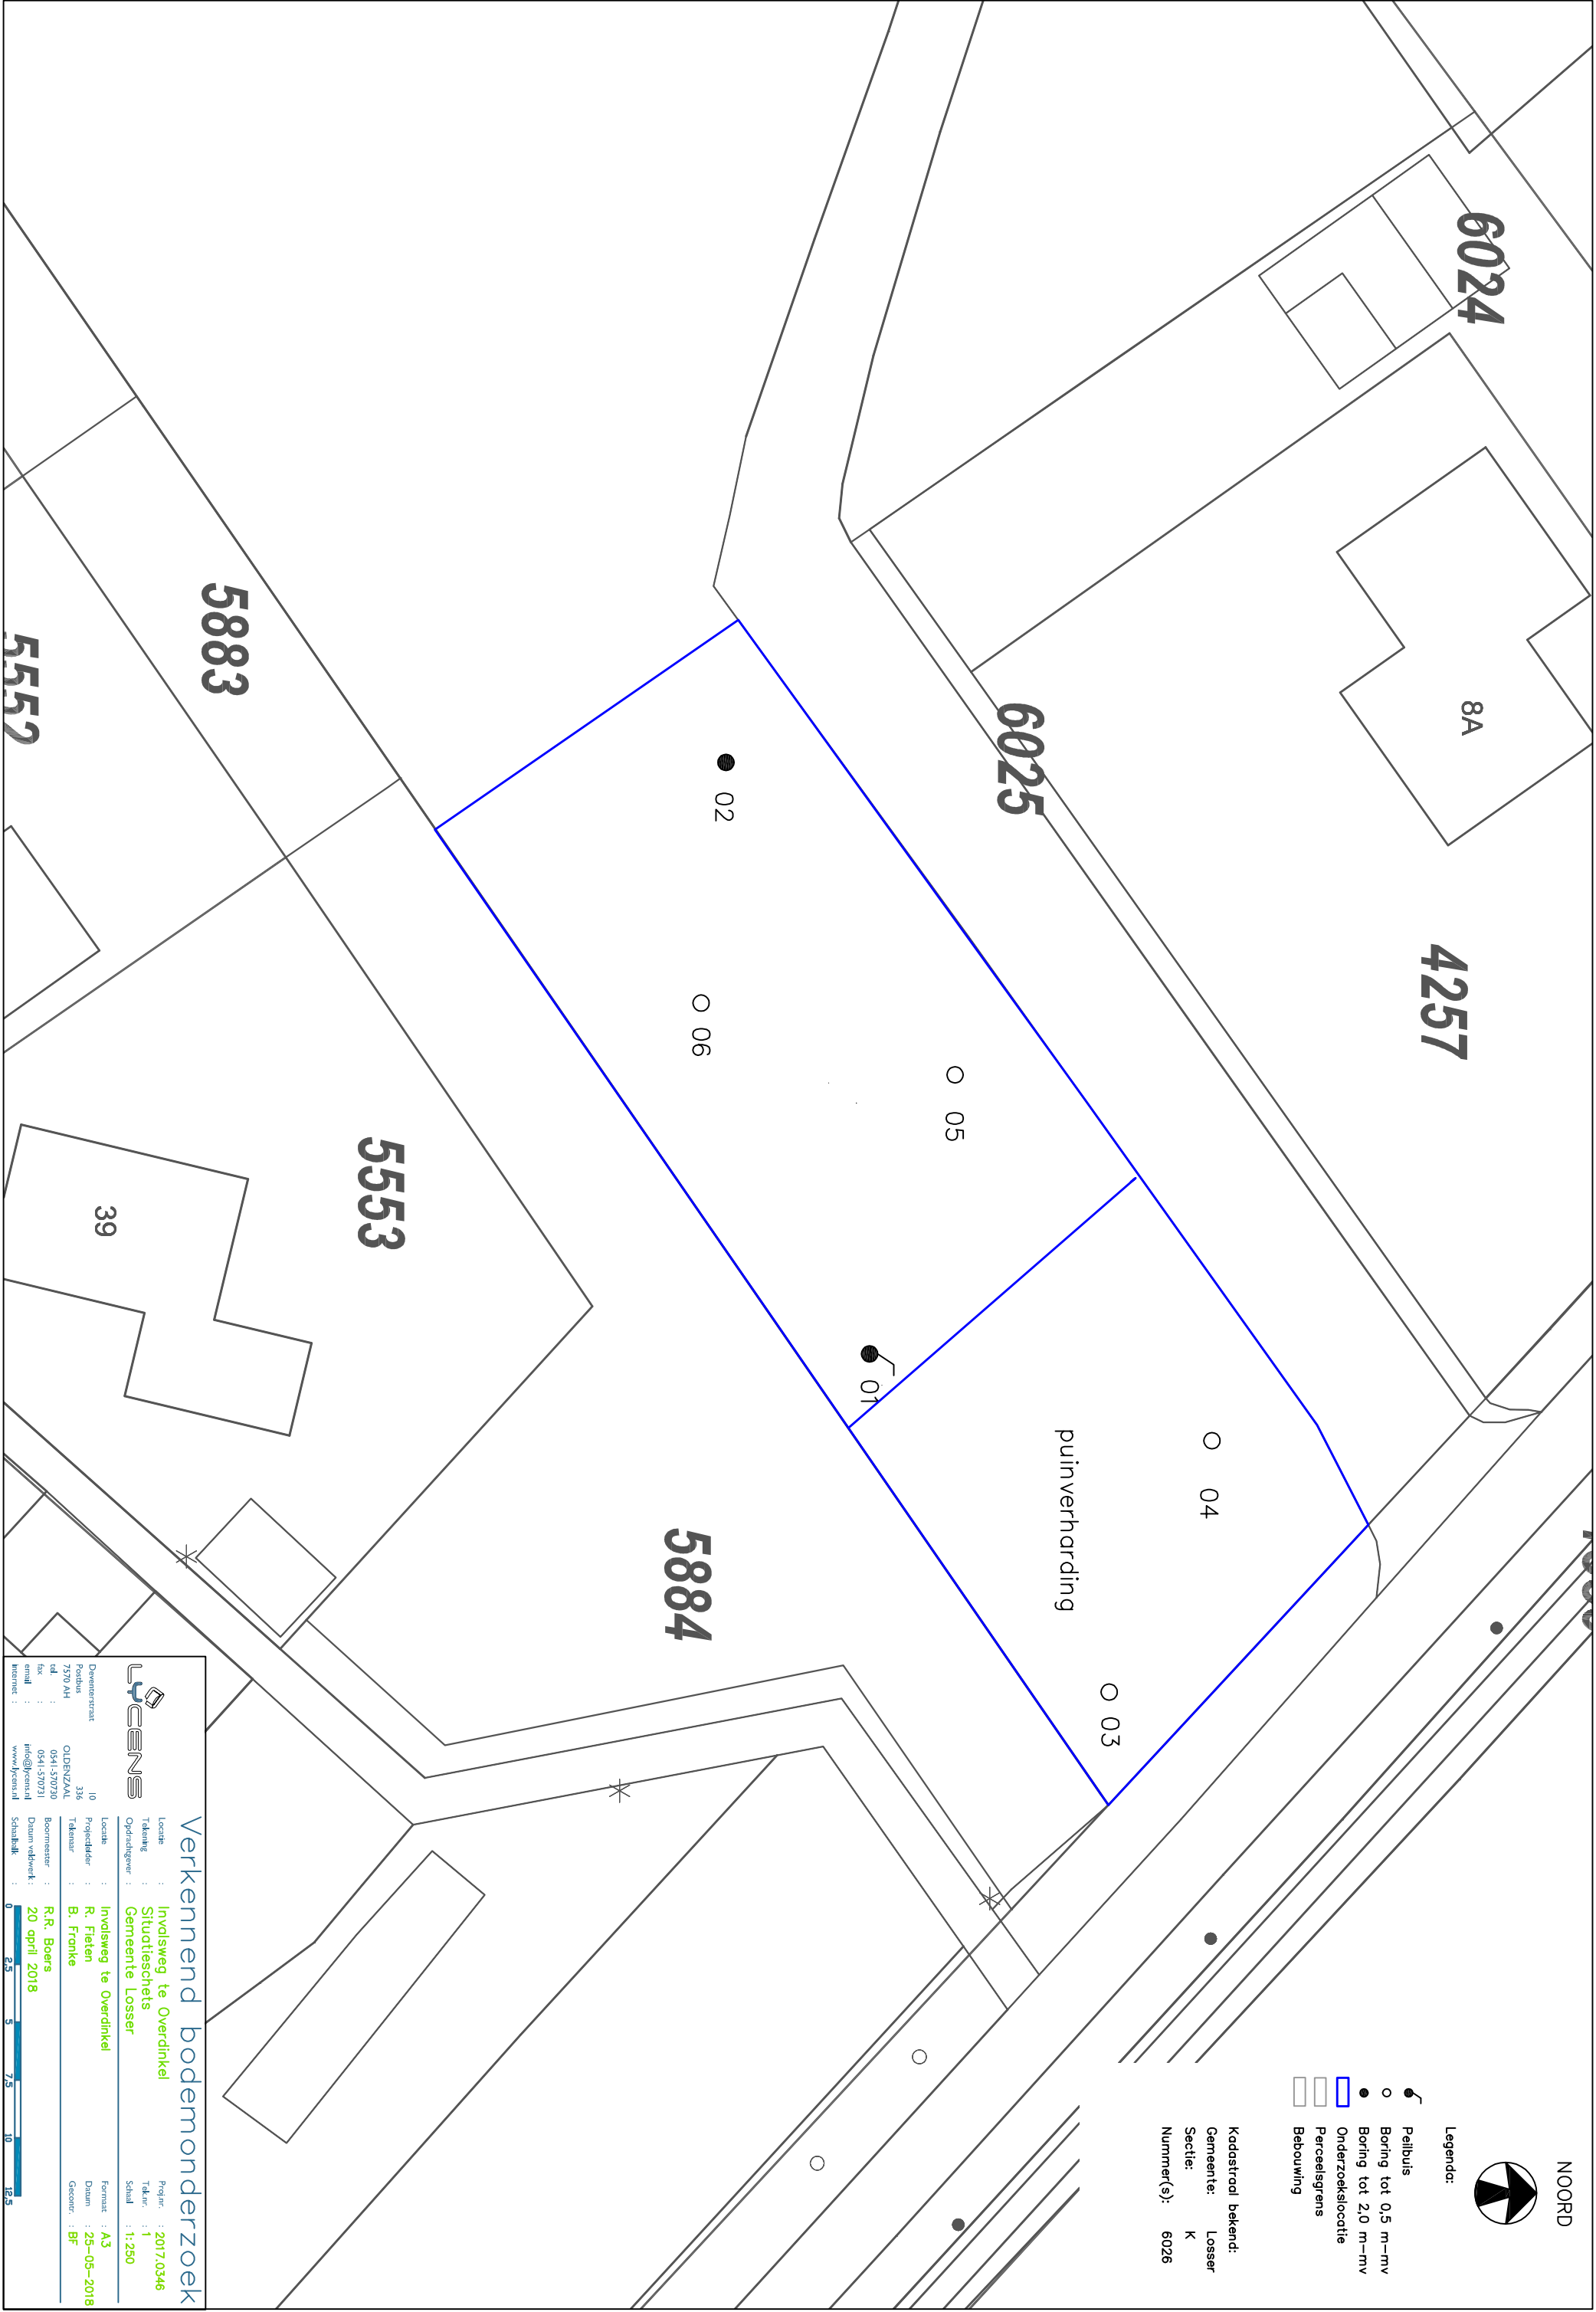 NOORD
Legenda:
Peilbuis
Boring tot 0,5 m-mv
Boring tot 2,0 m-mv
Onderzoekslocatie
Perceelsgrens
Bebouwing
Kadastraal bekend:
Gemeente: Losser
Sectie: K
Nummer(s): 6026
6024
8A
4257
6025
02
05
06
01
04
03
puinverharding
5883
5552
5553
39
5884
LYCENS
Deventerstraat 10
Postbus 336
7570 AH OLDENZAAL
tel. : 0541-570730
fax : 0541-570731
email : info@lycens.nl
internet : www.lycens.nl
Verkennend bodemonderzoek
Locatie : Invalsweg te Overdinkel
Tekening : Situatieschets
Opdrachtgever : Gemeente Losser
Proj.nr. : 2017.0346
Tek.nr. : 1
Schaal : 1:250
Locatie : Invalsweg te Overdinkel
Projectleider : R. Fleten
Tekenaar : B. Franke
Formaat : A3
Datum : 25-05-2018
Gecontr. : BF
Boormeester : R.R. Boers
Datum veldwerk : 20 april 2018
Schaalbalk : 0 2,5 5 7,5 10 12,5